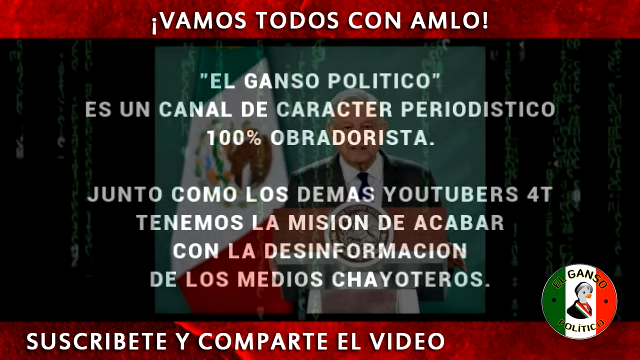 ¡VAMOS TODOS CON AMLO!
"EL GANSO POLITICO"
ES UN CANAL DE CARACTER PERIODISTICO
100% OBRADORISTA.
JUNTO COMO LOS DEMAS YOUTUBERS 4T
TENEMOS LA MISION DE ACABAR
CON LA DESINFORMACION
DE LOS MEDIOS CHAYOTEROS.
EL GANSO
POLÍTICO
SUSCRIBETE Y COMPARTE EL VIDEO